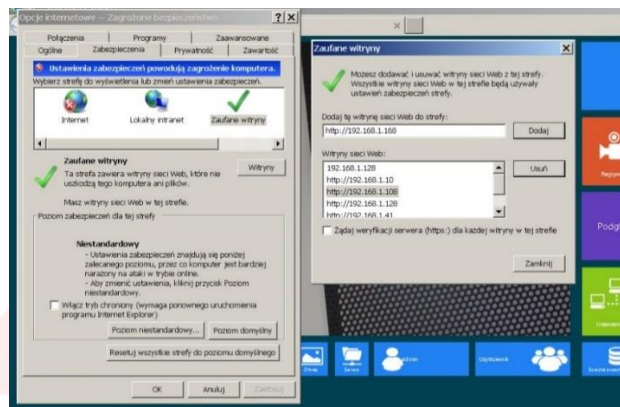 Opcje internetowe — Zagrożone bezpieczeństwo
Połączenia
Programy
Zaawansowane
Ogólne
Zabezpieczenia
Prywatność
Zawartość
Ustawienia zabezpieczeń powodują zagrożenie komputera.
Wybierz strefę do wyświetlenia lub zmień ustawienia zabezpieczeń.
Internet
Lokalny intranet
Zaufane witryny
Zaufane witryny
Ta strefa zawiera witryny sieci Web, które nie
uszkodzą tego komputera ani plików.
Witryny
Masz witryny sieci Web w tej strefie.
Poziom zabezpieczeń dla tej strefy
Niestandardowy
- Ustawienia zabezpieczeń znajdują się poniżej
zalecanego poziomu, przez co komputer jest bardziej
narażony na ataki w trybie online.
- Aby zmienić ustawienia, kliknij przycisk Poziom
niestandardowy.
Włącz tryb chroniony (wymaga ponownego uruchomienia
programu Internet Explorer)
Poziom niestandardowy...
Poziom domyślny
Resetuj wszystkie strefy do poziomu domyślnego
OK
Anuluj
Zastosuj
Zaufane witryny
Możesz dodawać i usuwać witryny sieci Web z tej strefy.
Wszystkie witryny sieci Web w tej strefie będą używały
ustawień zabezpieczeń strefy.
Dodaj tę witrynę sieci Web do strefy:
http://192.168.1.160
Dodaj
Witryny sieci Web:
192.168.1.128
http://192.168.1.10
http://192.168.1.108
http://192.168.1.128
http://192.168.1.41
Usuń
Żądaj weryfikacji serwera (https:) dla każdej witryny w tej strefie
Zamknij
Podgl
admin
Użytkownik